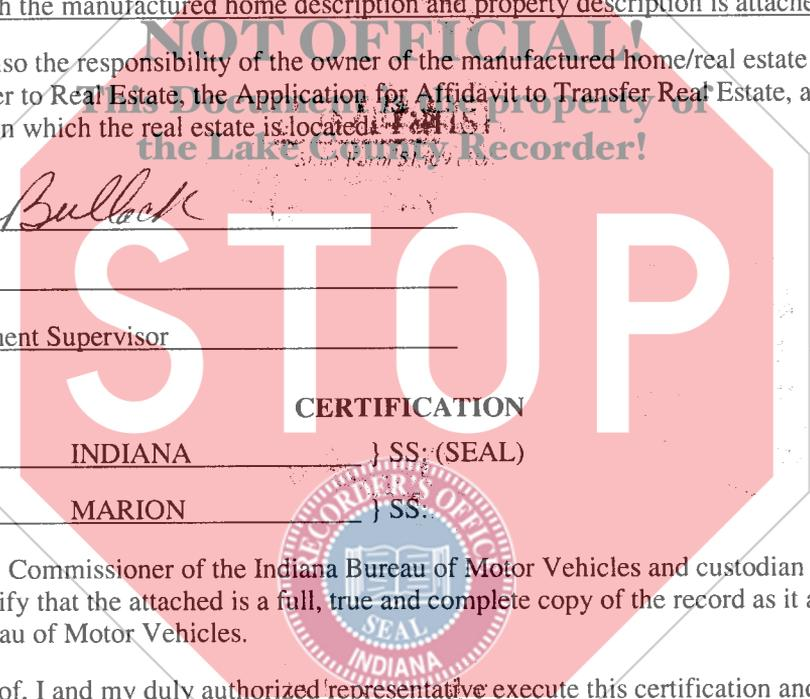 h the manufactured home description and property description is attache
NOT OFFICIAL!
so the responsibility of the owner of the manufactured home/real estate
er to Real Estate, the Application for Affidavit to Transfer Real Estate, a
This Document is the property of
n which the real estate is located.
the Lake County Recorder!
Bullock
STOP
ent Supervisor
CERTIFICATION
INDIANA } SS: (SEAL)
MARION } SS:
RECORDER'S OFFICE
Commissioner of the Indiana Bureau of Motor Vehicles and custodian
ify that the attached is a full, true and complete copy of the record as it a
SEAL
au of Motor Vehicles.
INDIANA
of, I and my duly authorized representative execute this certification and